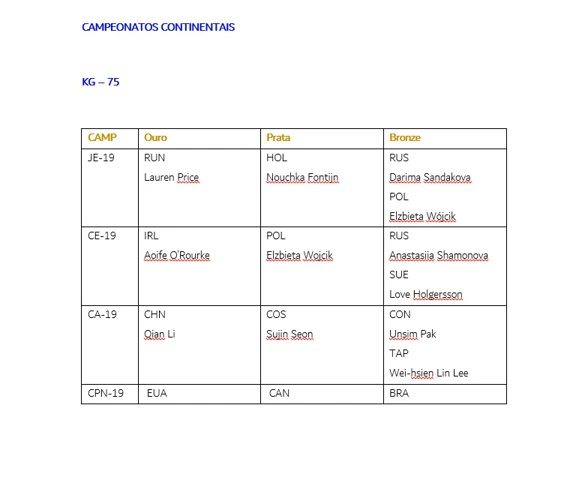 CAMPEONATOS CONTINENTAIS
KG – 75
CAMP Ouro Prata Bronze
JE-19 RUN HOL RUS
Lauren Price Nouchka Fontijn Darima Sandakova
POL
Elzbieta Wójcik
CE-19 IRL POL RUS
Aoife O'Rourke Elzbieta Wojcik Anastasiia Shamonova
SUE
Love Holgersson
CA-19 CHN COS CON
Qian Li Sujin Seon Unsim Pak
TAP
Wei-hsien Lin Lee
CPN-19 EUA CAN BRA